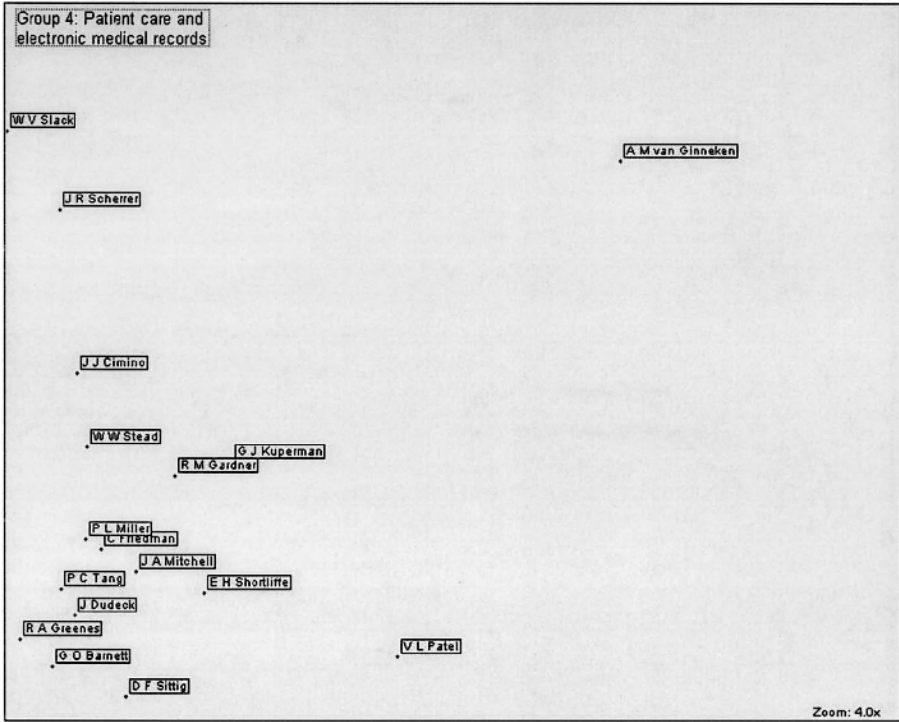 Group 4: Patient care and
electronic medical records
W V Slack
A M van Ginneken
J R Scherrer
J J Cimino
W W Stead
G J Kuperman
R M Gardner
P L Miller
C Friedman
J A Mitchell
P C Tang
E H Shortliffe
J Dudeck
R A Greenes
V L Patel
G O Barnett
D F Sittig
Zoom: 4.0x